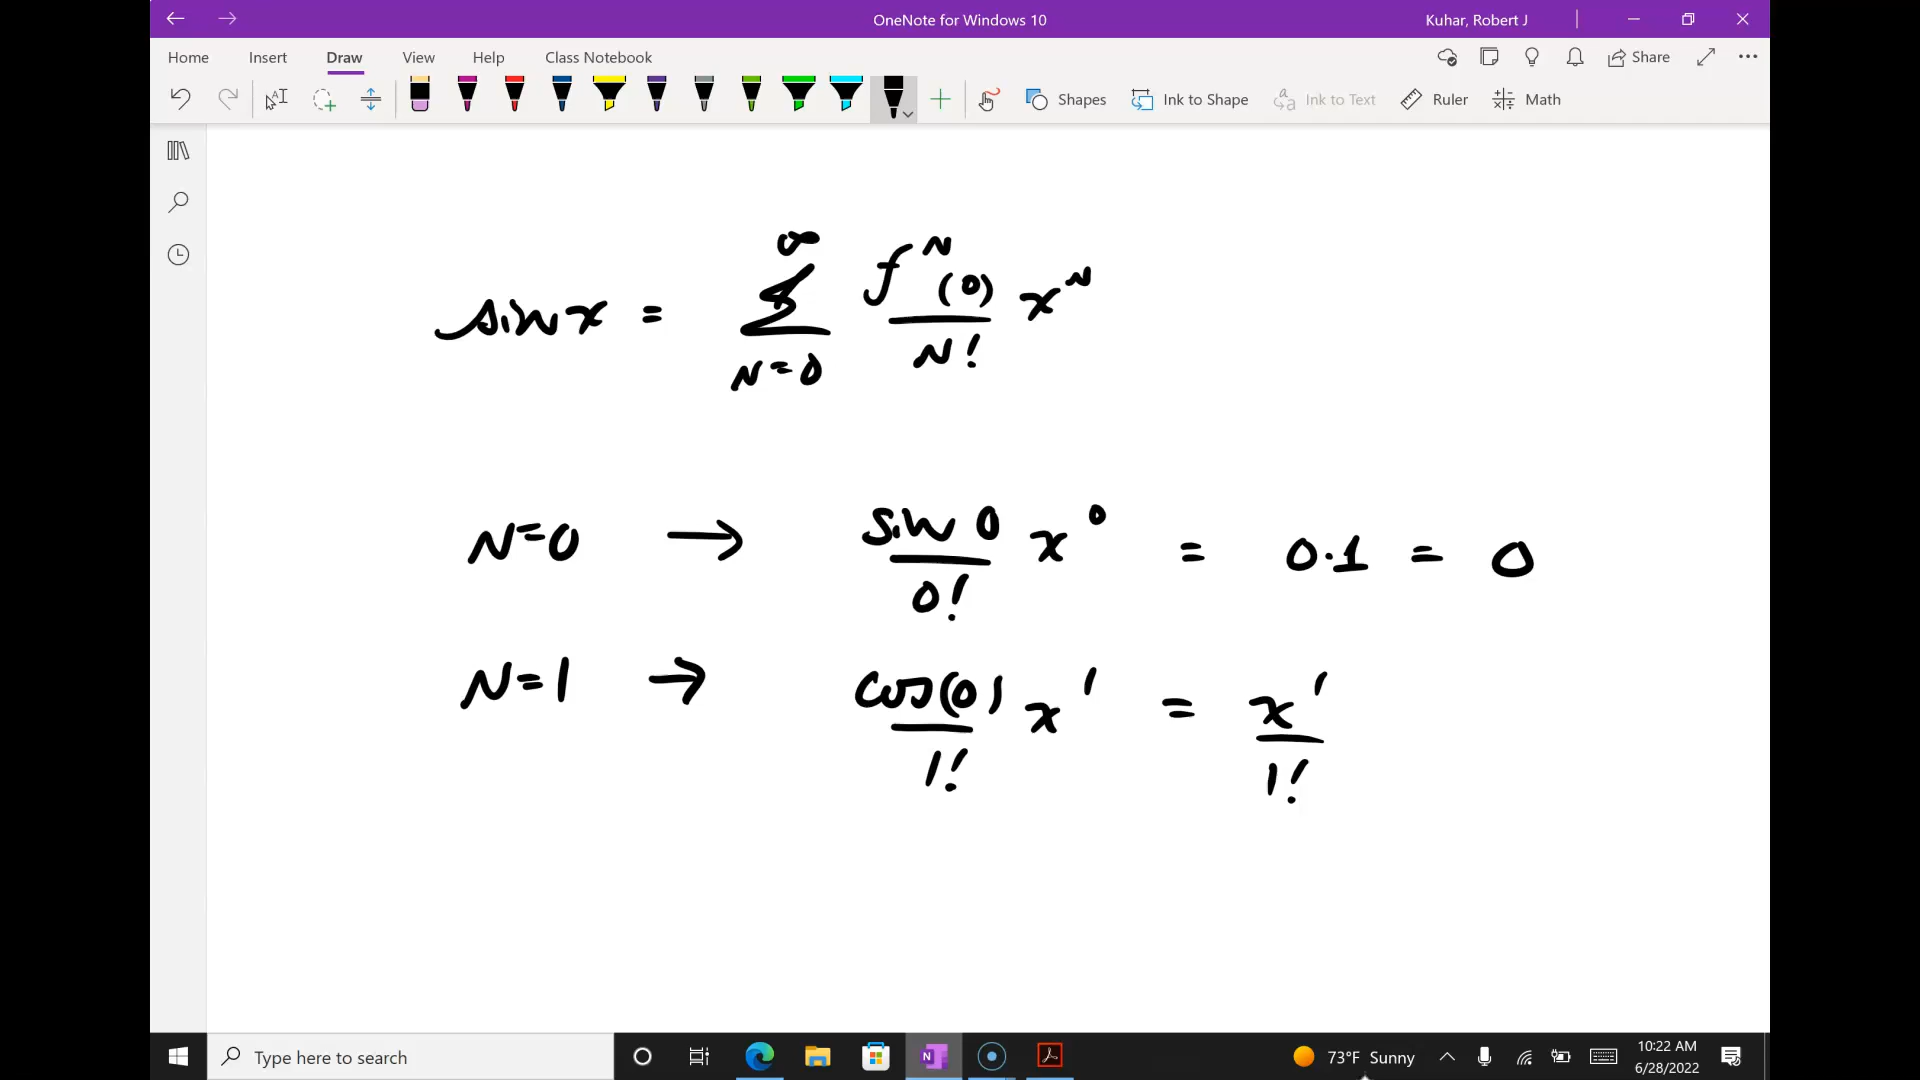 OneNote for Windows 10
Kuhar, Robert J
Home Insert Draw View Help Class Notebook Share
Shapes Ink to Shape Ink to Text Ruler Math
sin x = ∑_{N=0}^{∞} f^N(0)/N! x^N
N=0 → sin 0/0! x^0 = 0·1 = 0
N=1 → cos(0)/1! x^1 = x^1/1!
Type here to search
73°F Sunny
10:22 AM
6/28/2022